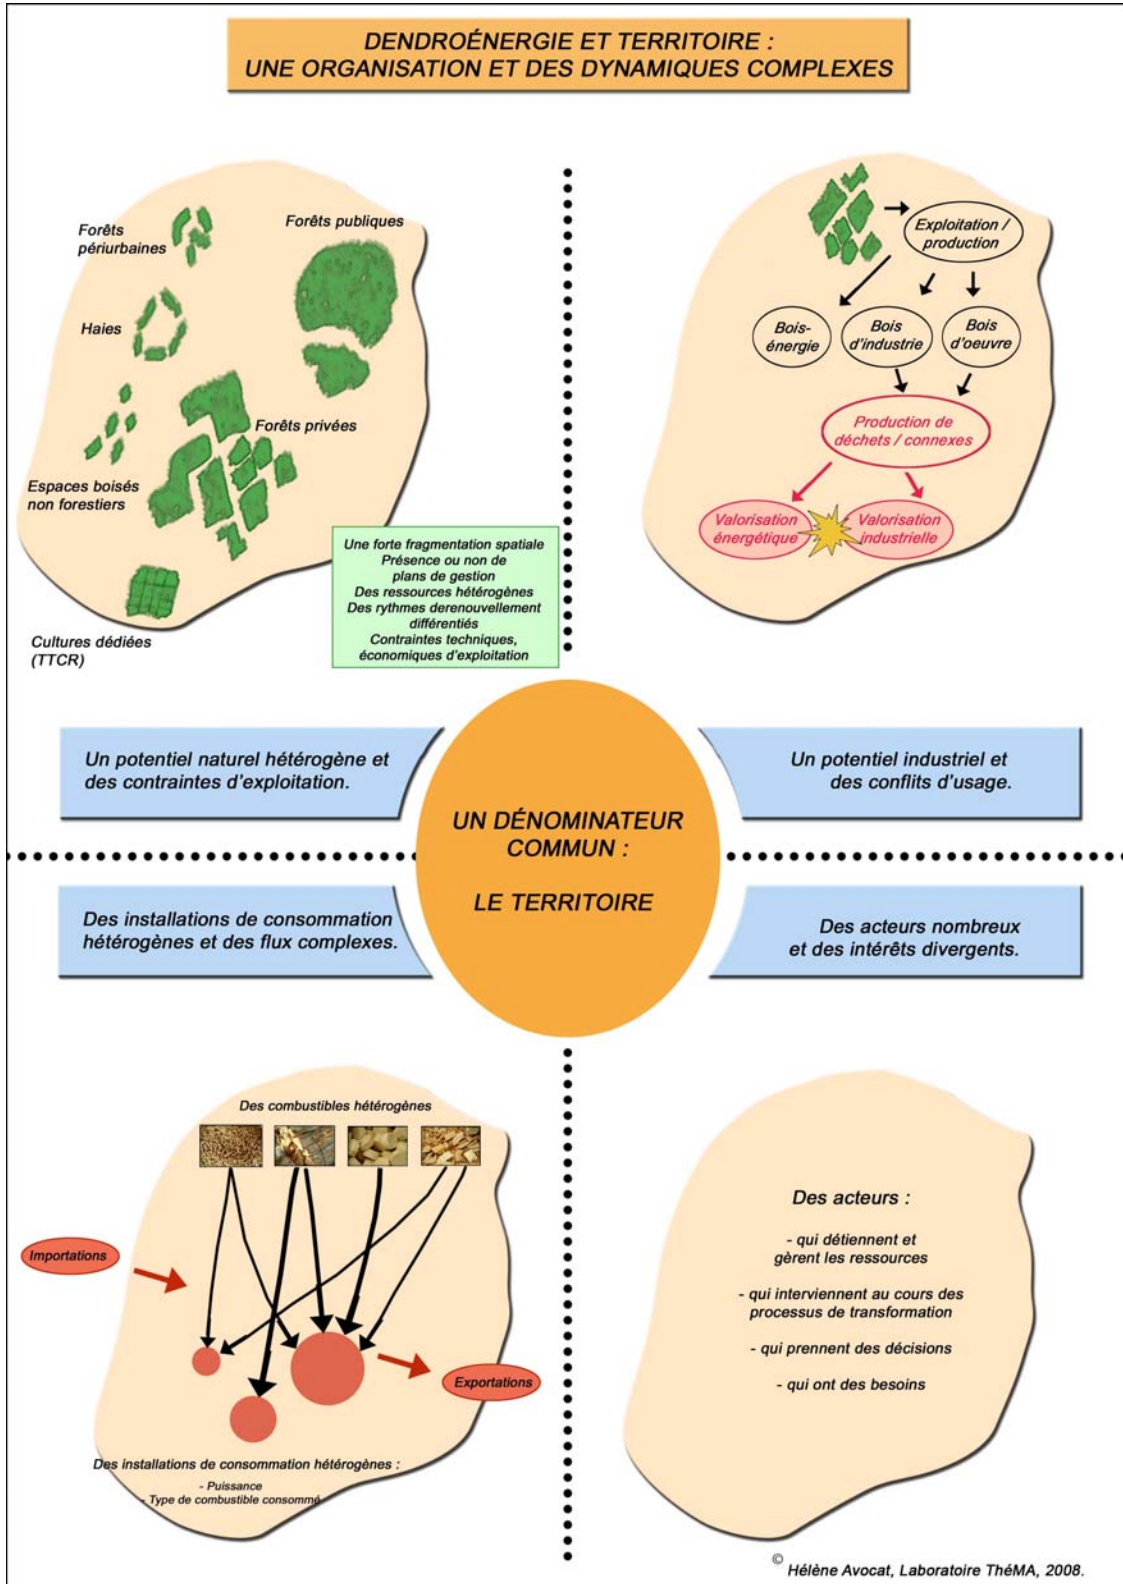 DENDROÉNERGIE ET TERRITOIRE :
UNE ORGANISATION ET DES DYNAMIQUES COMPLEXES
Forêts
périurbaines
Forêts publiques
Haies
Forêts privées
Espaces boisés
non forestiers
Cultures dédiées
(TTCR)
Une forte fragmentation spatiale
Présence ou non de
plans de gestion
Des ressources hétérogènes
Des rythmes derenouvellement
différentiés
Contraintes techniques,
économiques d'exploitation
Exploitation /
production
Bois-
énergie
Bois
d'industrie
Bois
d'oeuvre
Production de
déchets / connexes
Valorisation
énergétique
Valorisation
industrielle
Un potentiel naturel hétérogène et
des contraintes d'exploitation.
Un potentiel industriel et
des conflits d'usage.
UN DÉNOMINATEUR
COMMUN :
LE TERRITOIRE
Des installations de consommation
hétérogènes et des flux complexes.
Des acteurs nombreux
et des intérêts divergents.
Des combustibles hétérogènes
Importations
Exportations
Des installations de consommation hétérogènes :
- Puissance
- Type de combustible consommé
Des acteurs :
- qui détiennent et
gèrent les ressources
- qui interviennent au cours des
processus de transformation
- qui prennent des décisions
- qui ont des besoins
© Hélène Avocat, Laboratoire ThéMA, 2008.